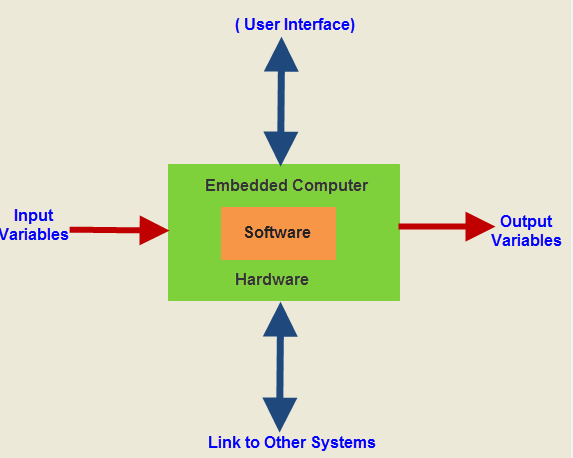 ( User Interface)
Embedded Computer
Input
Variables
Software
Output
Variables
Hardware
Link to Other Systems